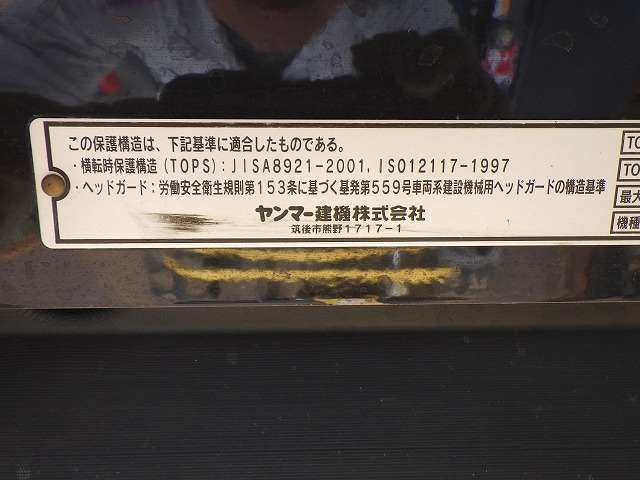 この保護構造は、下記基準に適合したものである。
・横転時保護構造(TOPS):JISA8921-2001,ISO12117-1997
・ヘッドガード:労働安全衛生規則第153条に基づく基発第559号車両系建設機械用ヘッドガードの構造基準
ヤンマー建機株式会社
筑後市熊野1717-1
TO
TO
最大
機種